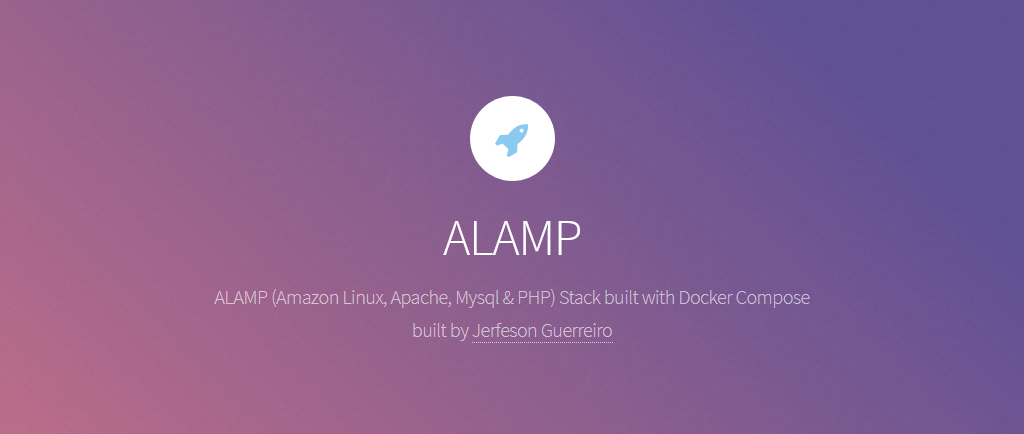 ALAMP
ALAMP (Amazon Linux, Apache, Mysql & PHP) Stack built with Docker Compose
built by Jerfeson Guerreiro